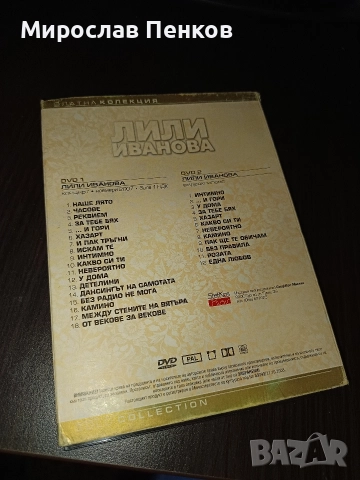 Мирослав Пенков
ЗЛАТНА КОЛЕКЦИЯ
ЛИЛИ
ИВАНОВА
DVD 1
ЛИЛИ ИВАНОВА
1 НАШЕ ЛЯТО
2 ЧАСОВЕ
3 РЕКВИЕМ
4 ЗА ТЕБЕ БЯХ
5 ... И ГОРИ
6 ХАЗАРТ
7 И ПАК ТРЪГНИ
8 ИСКАМ ТЕ
9 ИНТИМНО
10 КАКВО СИ ТИ
11 НЕВЕРОЯТНО
12 У ДОМА
13 ДЕТЕЛИНИ
14 ДАНСИНГЪТ НА САМОТАТА
15 БЕЗ РАДИО НЕ МОГА
16 КАМИНО
17 МЕЖДУ СТЕНИТЕ НА ВЯТЪРА
18 ОТ ВЕКОВЕ ЗА ВЕКОВЕ
DVD 2
ЛИЛИ ИВАНОВА
1 ИНТИМНО
2 ... И ГОРИ
3 У ДОМА
4 ЗА ТЕБЕ БЯХ
5 ХАЗАРТ
6 КАКВО СИ ТИ
7 НЕВЕРОЯТНО
8 КАМИНО
9 ПАК ЩЕ ТЕ ОБИЧАМ
10 БЕЗ ПРАВИЛА
11 РОЗАТА
12 ЕДНА ЛЮБОВ
DVD PAL
COLLECTION
BAZAR